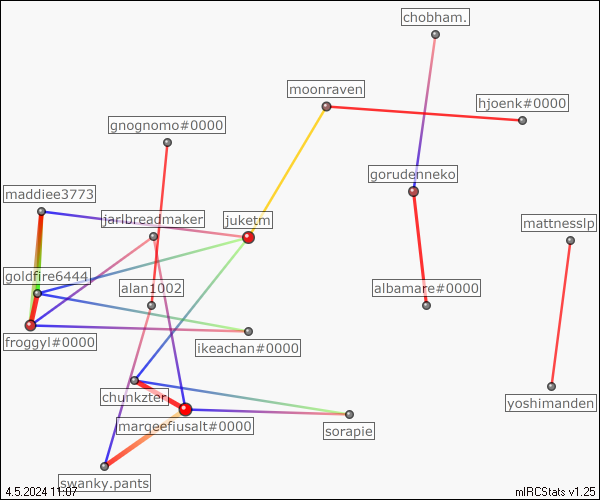 chobham.
moonraven
hjoenk#0000
gnognomo#0000
gorudenneko
maddiee3773
jarlbreadmaker
juketm
mattnesslp
goldfire6444
alan1002
albamare#0000
froggyl#0000
ikeachan#0000
chunkzter
yoshimanden
margeefiusalt#0000
sorapie
swanky.pants
4.5.2024 11:07
mIRCStats v1.25